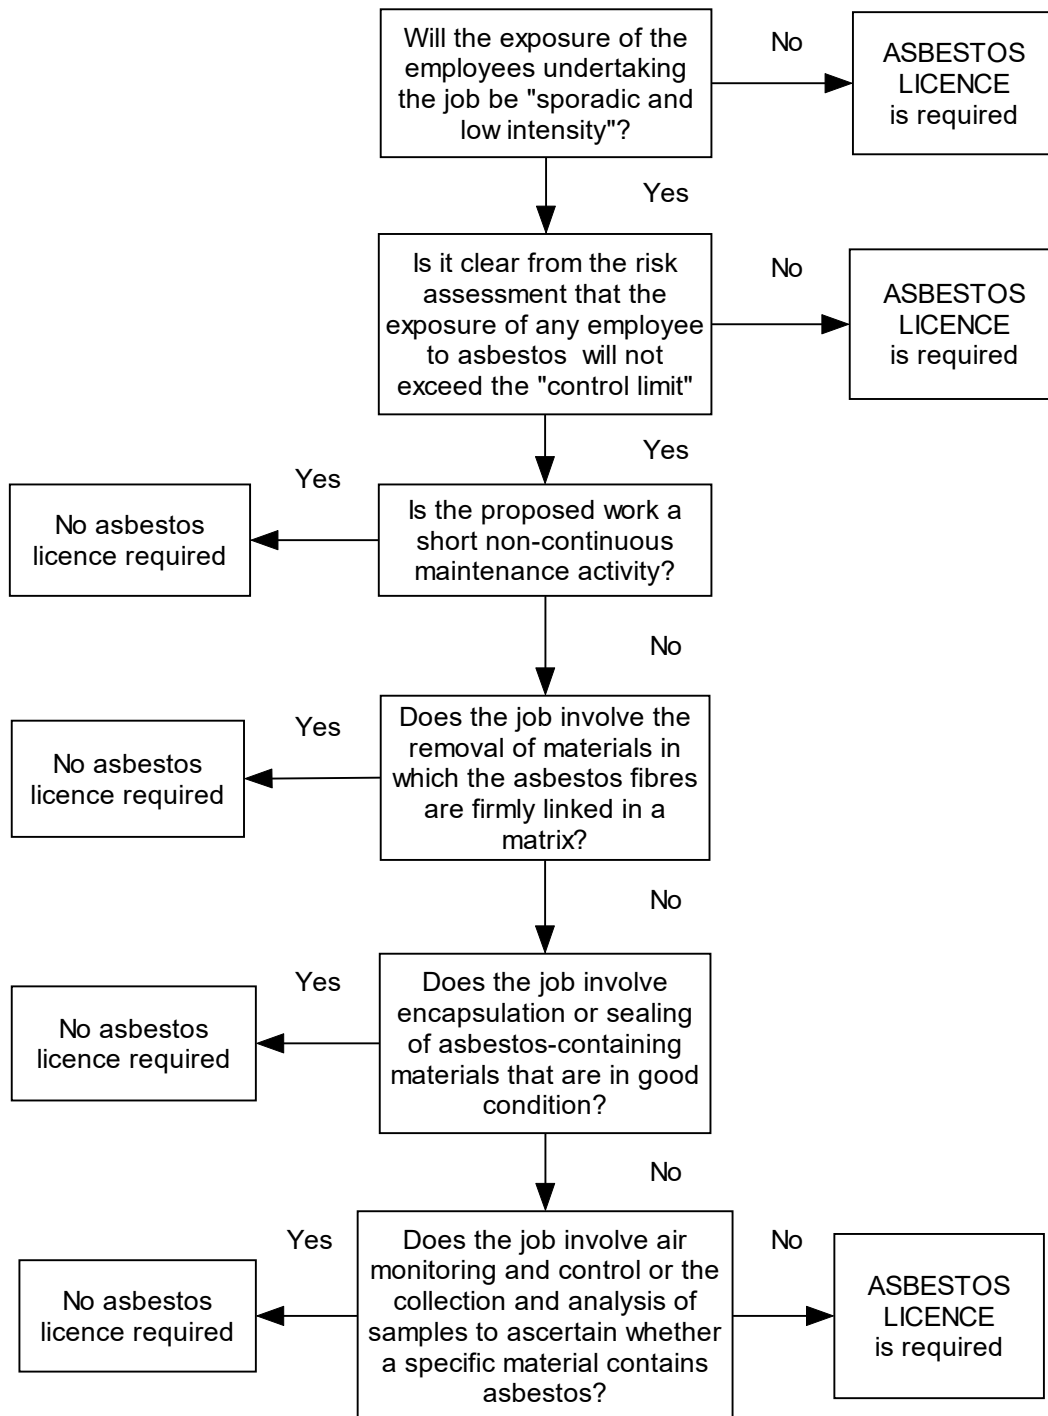 Will the exposure of the
employees undertaking
the job be "sporadic and
low intensity"?
No
ASBESTOS
LICENCE
is required
Yes
Is it clear from the risk
assessment that the
exposure of any employee
to asbestos  will not
exceed the "control limit"
No
ASBESTOS
LICENCE
is required
Yes
Is the proposed work a
short non-continuous
maintenance activity?
Yes
No asbestos
licence required
No
Does the job involve the
removal of materials in
which the asbestos fibres
are firmly linked in a
matrix?
Yes
No asbestos
licence required
No
Does the job involve
encapsulation or sealing
of asbestos-containing
materials that are in good
condition?
Yes
No asbestos
licence required
No
Does the job involve air
monitoring and control or the
collection and analysis of
samples to ascertain whether
a specific material contains
asbestos?
Yes
No asbestos
licence required
No
ASBESTOS
LICENCE
is required